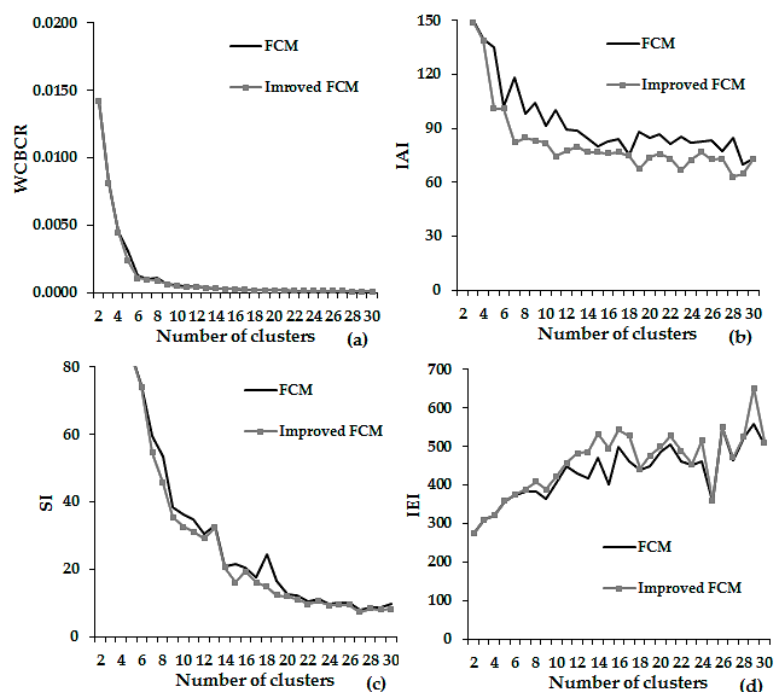 0.0200
0.0150
0.0100
0.0050
0.0000
WCBCR
FCM
Imroved FCM
2 4 6 8 10 12 14 16 18 20 22 24 26 28 30
Number of clusters
(a)
150
120
90
60
30
0
IAI
FCM
Improved FCM
2 4 6 8 10 12 14 16 18 20 22 24 26 28 30
Number of clusters
(b)
80
60
40
20
0
SI
FCM
Improved FCM
2 4 6 8 10 12 14 16 18 20 22 24 26 28 30
Number of clusters
(c)
700
600
500
400
300
200
100
0
IEI
FCM
Improved FCM
2 4 6 8 10 12 14 16 18 20 22 24 26 28 30
Number of clusters
(d)